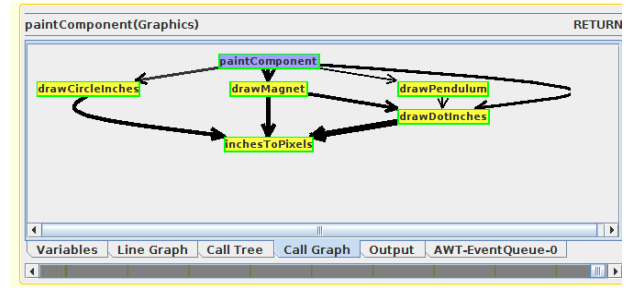 paintComponent(Graphics) RETURN
paintComponent
drawCircleInches drawMagnet drawPendulum
drawDotInches
inchesToPixels
Variables Line Graph Call Tree Call Graph Output AWT-EventQueue-0